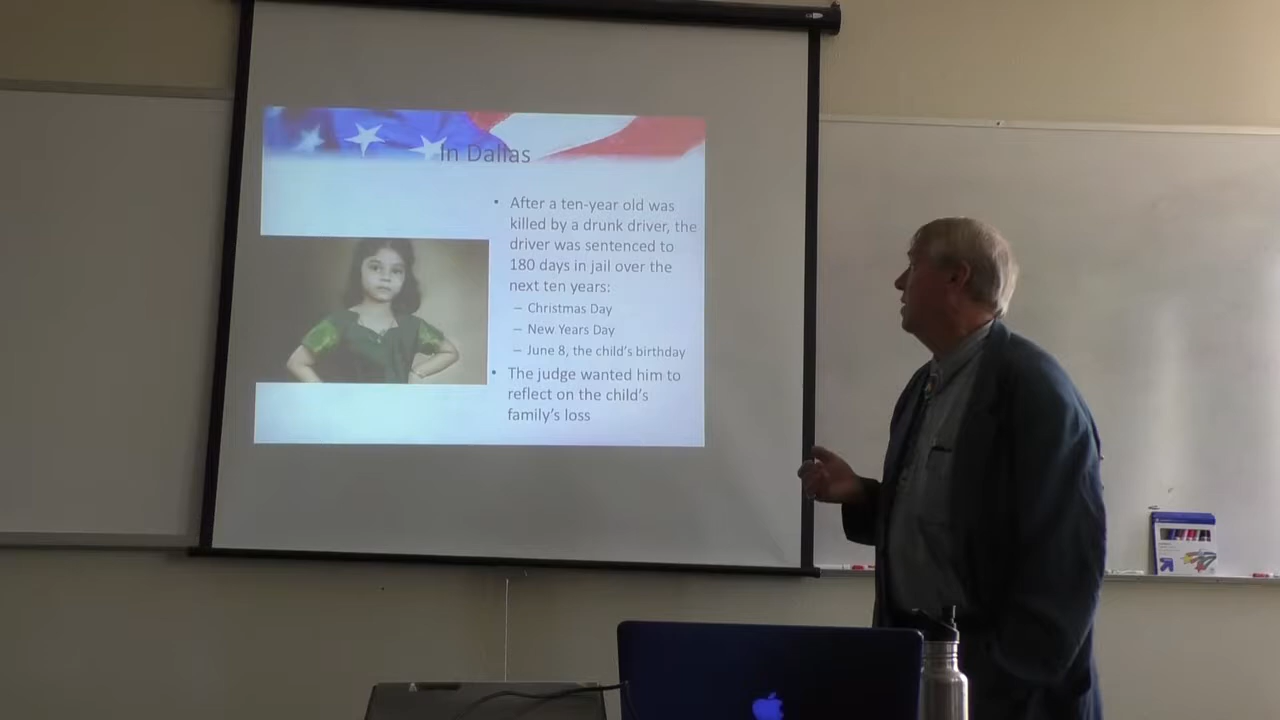 In Dallas
• After a ten-year old was
killed by a drunk driver, the
driver was sentenced to
180 days in jail over the
next ten years:
– Christmas Day
– New Years Day
– June 8, the child's birthday
• The judge wanted him to
reflect on the child's
family's loss